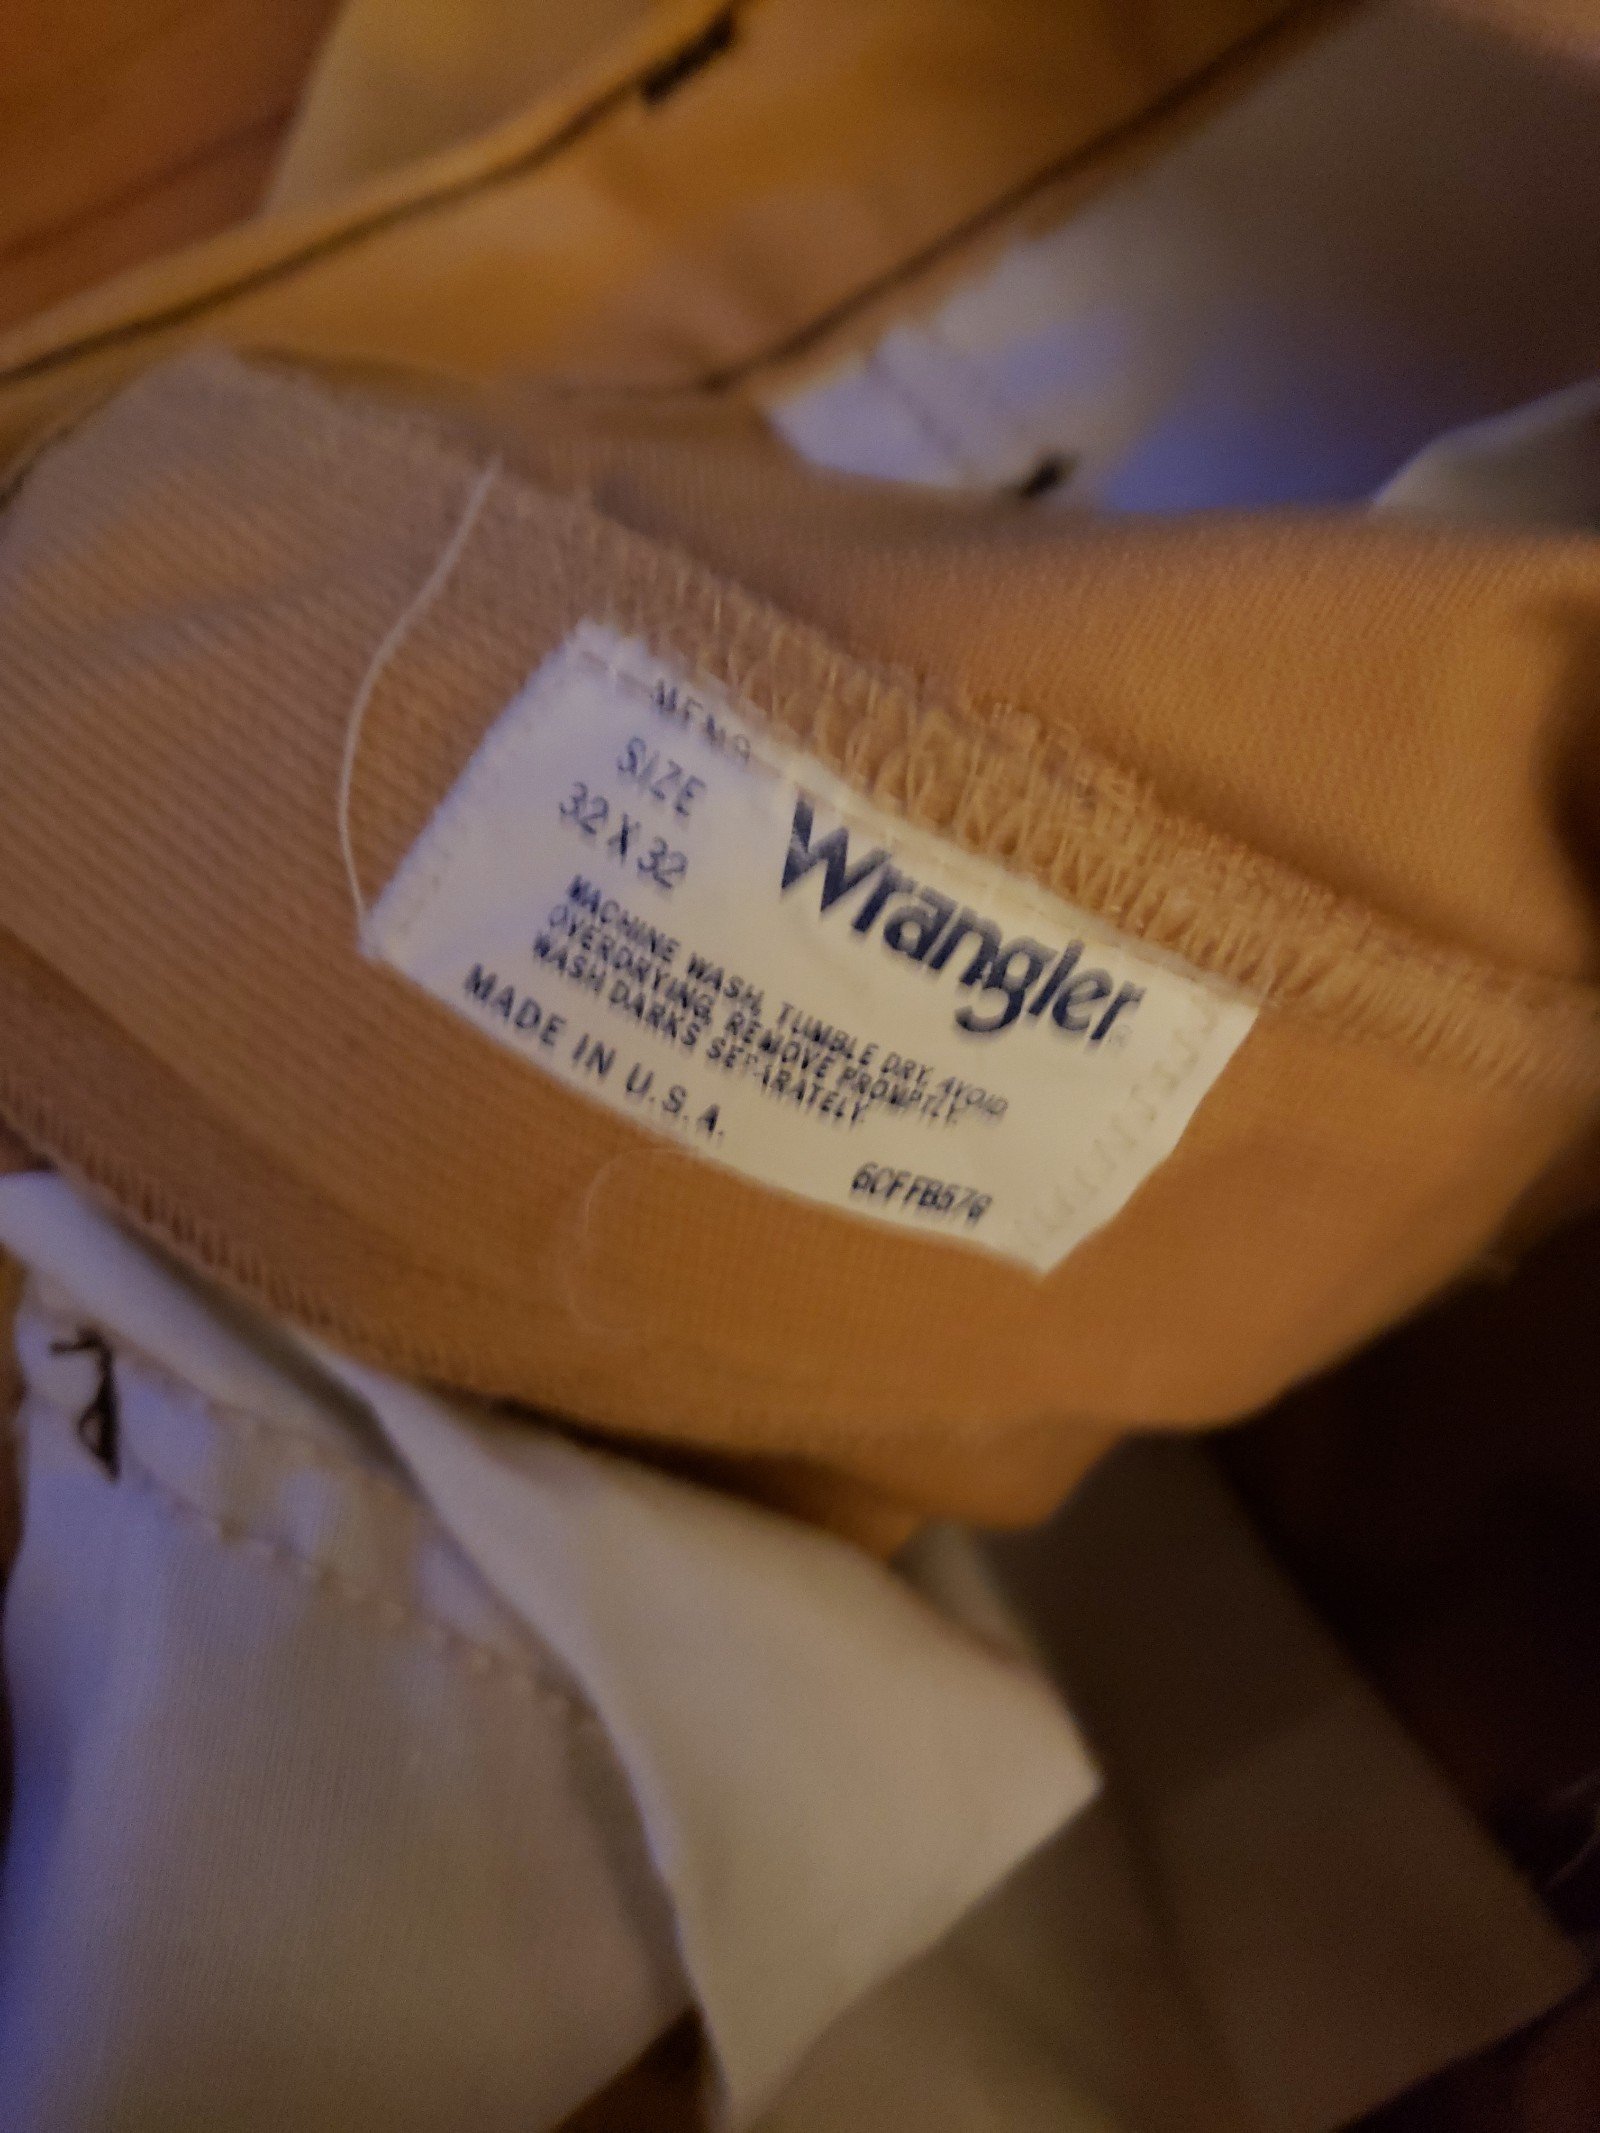 MEN'S
SIZE
32 X 32
Wrangler
MACHINE WASH, TUMBLE DRY, AVOID
OVERDRYING. REMOVE PROMPTLY.
WASH DARKS SEPARATELY.
MADE IN U.S.A.